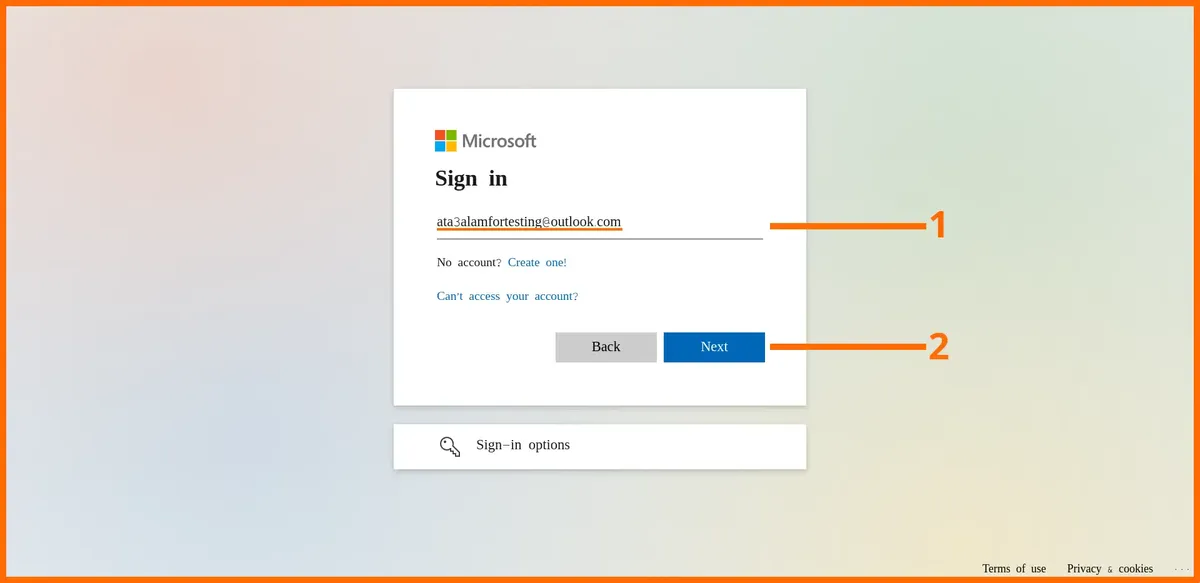 Microsoft
Sign in
ata3alamfortesting@outlook.com
1
No account? Create one!
Can't access your account?
Back
Next
2
Sign-in options
Terms of use
Privacy & cookies
...